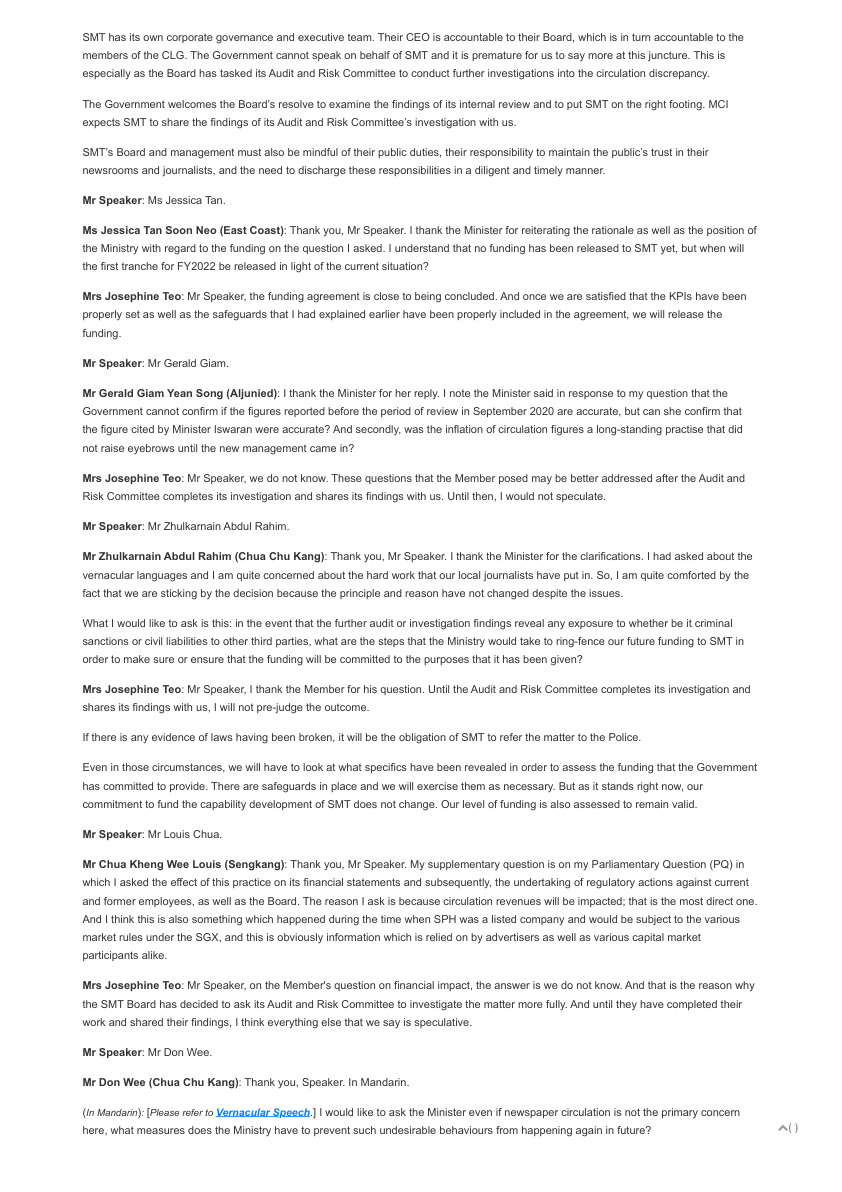 SMT has its own corporate governance and executive team. Their CEO is accountable to their Board, which is in turn accountable to the
members of the CLG. The Government cannot speak on behalf of SMT and it is premature for us to say more at this juncture. This is
especially as the Board has tasked its Audit and Risk Committee to conduct further investigations into the circulation discrepancy.
The Government welcomes the Board's resolve to examine the findings of its internal review and to put SMT on the right footing. MCI
expects SMT to share the findings of its Audit and Risk Committee's investigation with us.
SMT's Board and management must also be mindful of their public duties, their responsibility to maintain the public's trust in their
newsrooms and journalists, and the need to discharge these responsibilities in a diligent and timely manner.
Mr Speaker: Ms Jessica Tan.
Ms Jessica Tan Soon Neo (East Coast): Thank you, Mr Speaker. I thank the Minister for reiterating the rationale as well as the position of
the Ministry with regard to the funding on the question I asked. I understand that no funding has been released to SMT yet, but when will
the first tranche for FY2022 be released in light of the current situation?
Mrs Josephine Teo: Mr Speaker, the funding agreement is close to being concluded. And once we are satisfied that the KPIs have been
properly set as well as the safeguards that I had explained earlier have been properly included in the agreement, we will release the
funding.
Mr Speaker: Mr Gerald Giam.
Mr Gerald Giam Yean Song (Aljunied): I thank the Minister for her reply. I note the Minister said in response to my question that the
Government cannot confirm if the figures reported before the period of review in September 2020 are accurate, but can she confirm that
the figure cited by Minister Iswaran were accurate? And secondly, was the inflation of circulation figures a long-standing practise that did
not raise eyebrows until the new management came in?
Mrs Josephine Teo: Mr Speaker, we do not know. These questions that the Member posed may be better addressed after the Audit and
Risk Committee completes its investigation and shares its findings with us. Until then, I would not speculate.
Mr Speaker: Mr Zhulkarnain Abdul Rahim.
Mr Zhulkarnain Abdul Rahim (Chua Chu Kang): Thank you, Mr Speaker. I thank the Minister for the clarifications. I had asked about the
vernacular languages and I am quite concerned about the hard work that our local journalists have put in. So, I am quite comforted by the
fact that we are sticking by the decision because the principle and reason have not changed despite the issues.
What I would like to ask is this: in the event that the further audit or investigation findings reveal any exposure to whether be it criminal
sanctions or civil liabilities to other third parties, what are the steps that the Ministry would take to ring-fence our future funding to SMT in
order to make sure or ensure that the funding will be committed to the purposes that it has been given?
Mrs Josephine Teo: Mr Speaker, I thank the Member for his question. Until the Audit and Risk Committee completes its investigation and
shares its findings with us, I will not pre-judge the outcome.
If there is any evidence of laws having been broken, it will be the obligation of SMT to refer the matter to the Police.
Even in those circumstances, we will have to look at what specifics have been revealed in order to assess the funding that the Government
has committed to provide. There are safeguards in place and we will exercise them as necessary. But as it stands right now, our
commitment to fund the capability development of SMT does not change. Our level of funding is also assessed to remain valid.
Mr Speaker: Mr Louis Chua.
Mr Chua Kheng Wee Louis (Sengkang): Thank you, Mr Speaker. My supplementary question is on my Parliamentary Question (PQ) in
which I asked the effect of this practice on its financial statements and subsequently, the undertaking of regulatory actions against current
and former employees, as well as the Board. The reason I ask is because circulation revenues will be impacted; that is the most direct one.
And I think this is also something which happened during the time when SPH was a listed company and would be subject to the various
market rules under the SGX, and this is obviously information which is relied on by advertisers as well as various capital market
participants alike.
Mrs Josephine Teo: Mr Speaker, on the Member's question on financial impact, the answer is we do not know. And that is the reason why
the SMT Board has decided to ask its Audit and Risk Committee to investigate the matter more fully. And until they have completed their
work and shared their findings, I think everything else that we say is speculative.
Mr Speaker: Mr Don Wee.
Mr Don Wee (Chua Chu Kang): Thank you, Speaker. In Mandarin.
(In Mandarin): [Please refer to Vernacular Speech.] I would like to ask the Minister even if newspaper circulation is not the primary concern
here, what measures does the Ministry have to prevent such undesirable behaviours from happening again in future?
( )